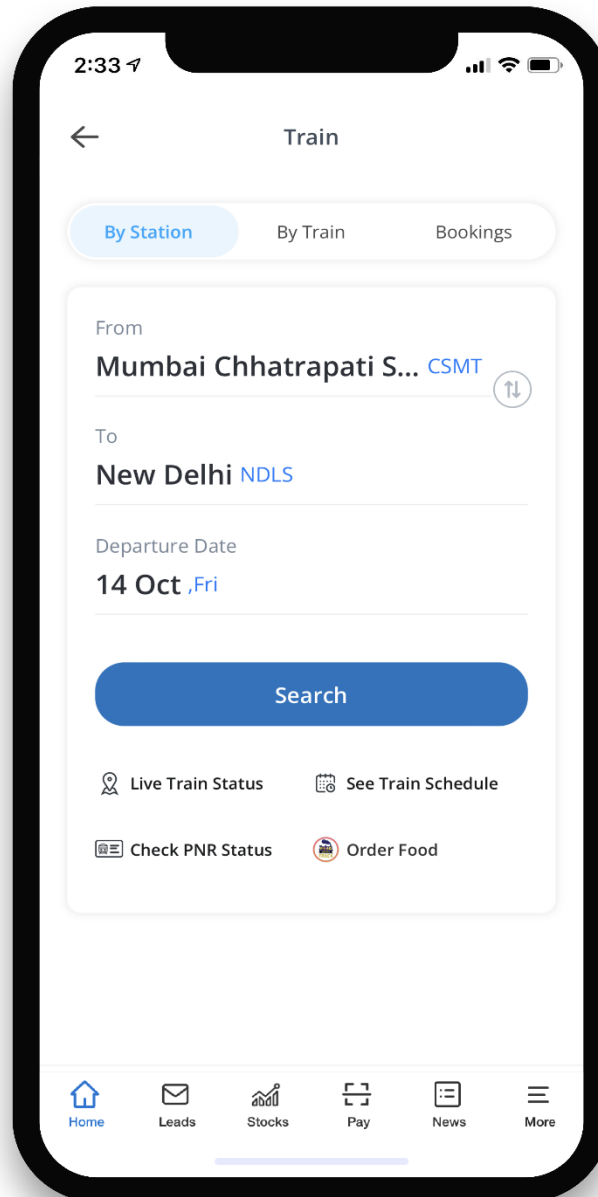 2:33
Train
By Station By Train Bookings
From
Mumbai Chhatrapati S... CSMT
To
New Delhi NDLS
Departure Date
14 Oct ,Fri
Search
Live Train Status See Train Schedule
Check PNR Status Order Food
Home Leads Stocks Pay News More